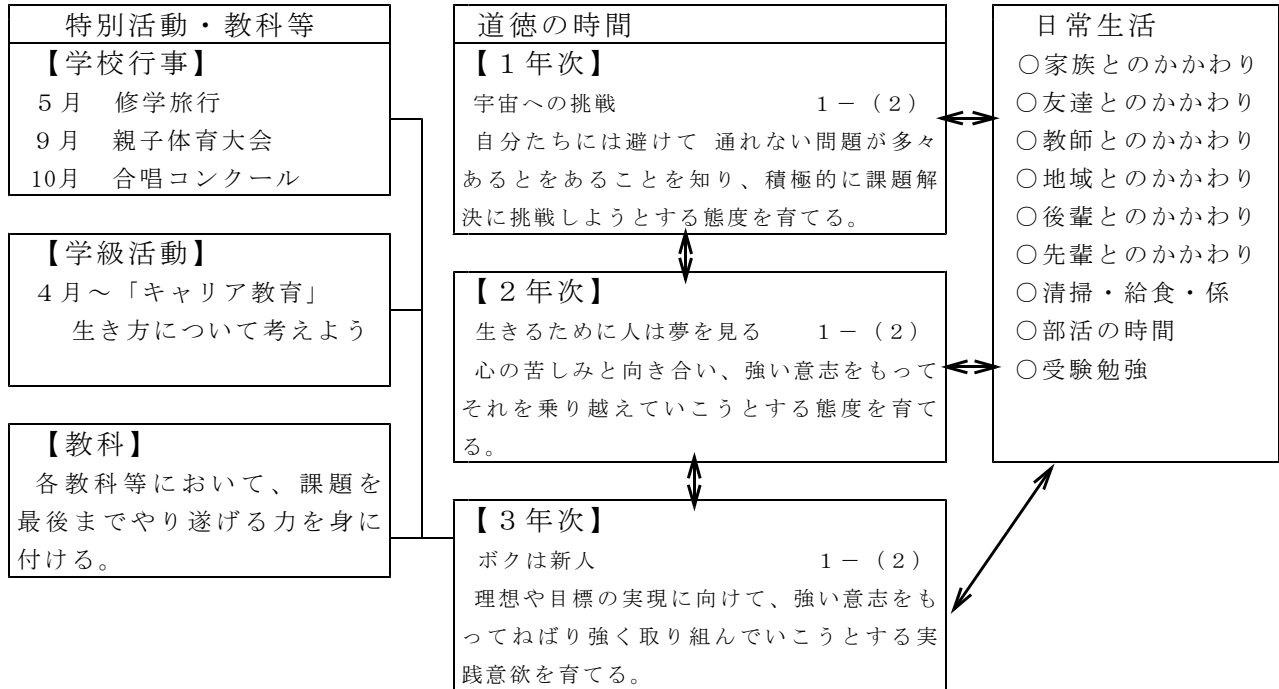 特別活動・教科等
【学校行事】
5月　修学旅行
9月　親子体育大会
10月　合唱コンクール
【学級活動】
4月～「キャリア教育」
生き方について考えよう
【教科】
各教科等において、課題を
最後までやり遂げる力を身に
付ける。
道徳の時間
【1年次】
宇宙への挑戦　1－(2)
自分たちには避けて 通れない問題が多々
あるとをあることを知り、積極的に課題解
決に挑戦しようとする態度を育てる。
【2年次】
生きるために人は夢を見る　1－(2)
心の苦しみと向き合い、強い意志をもって
それを乗り越えていこうとする態度を育て
る。
【3年次】
ボクは新人　1－(2)
理想や目標の実現に向けて、強い意志をも
ってねばり強く取り組んでいこうとする実
践意欲を育てる。
日常生活
○家族とのかかわり
○友達とのかかわり
○教師とのかかわり
○地域とのかかわり
○後輩とのかかわり
○先輩とのかかわり
○清掃・給食・係
○部活の時間
○受験勉強